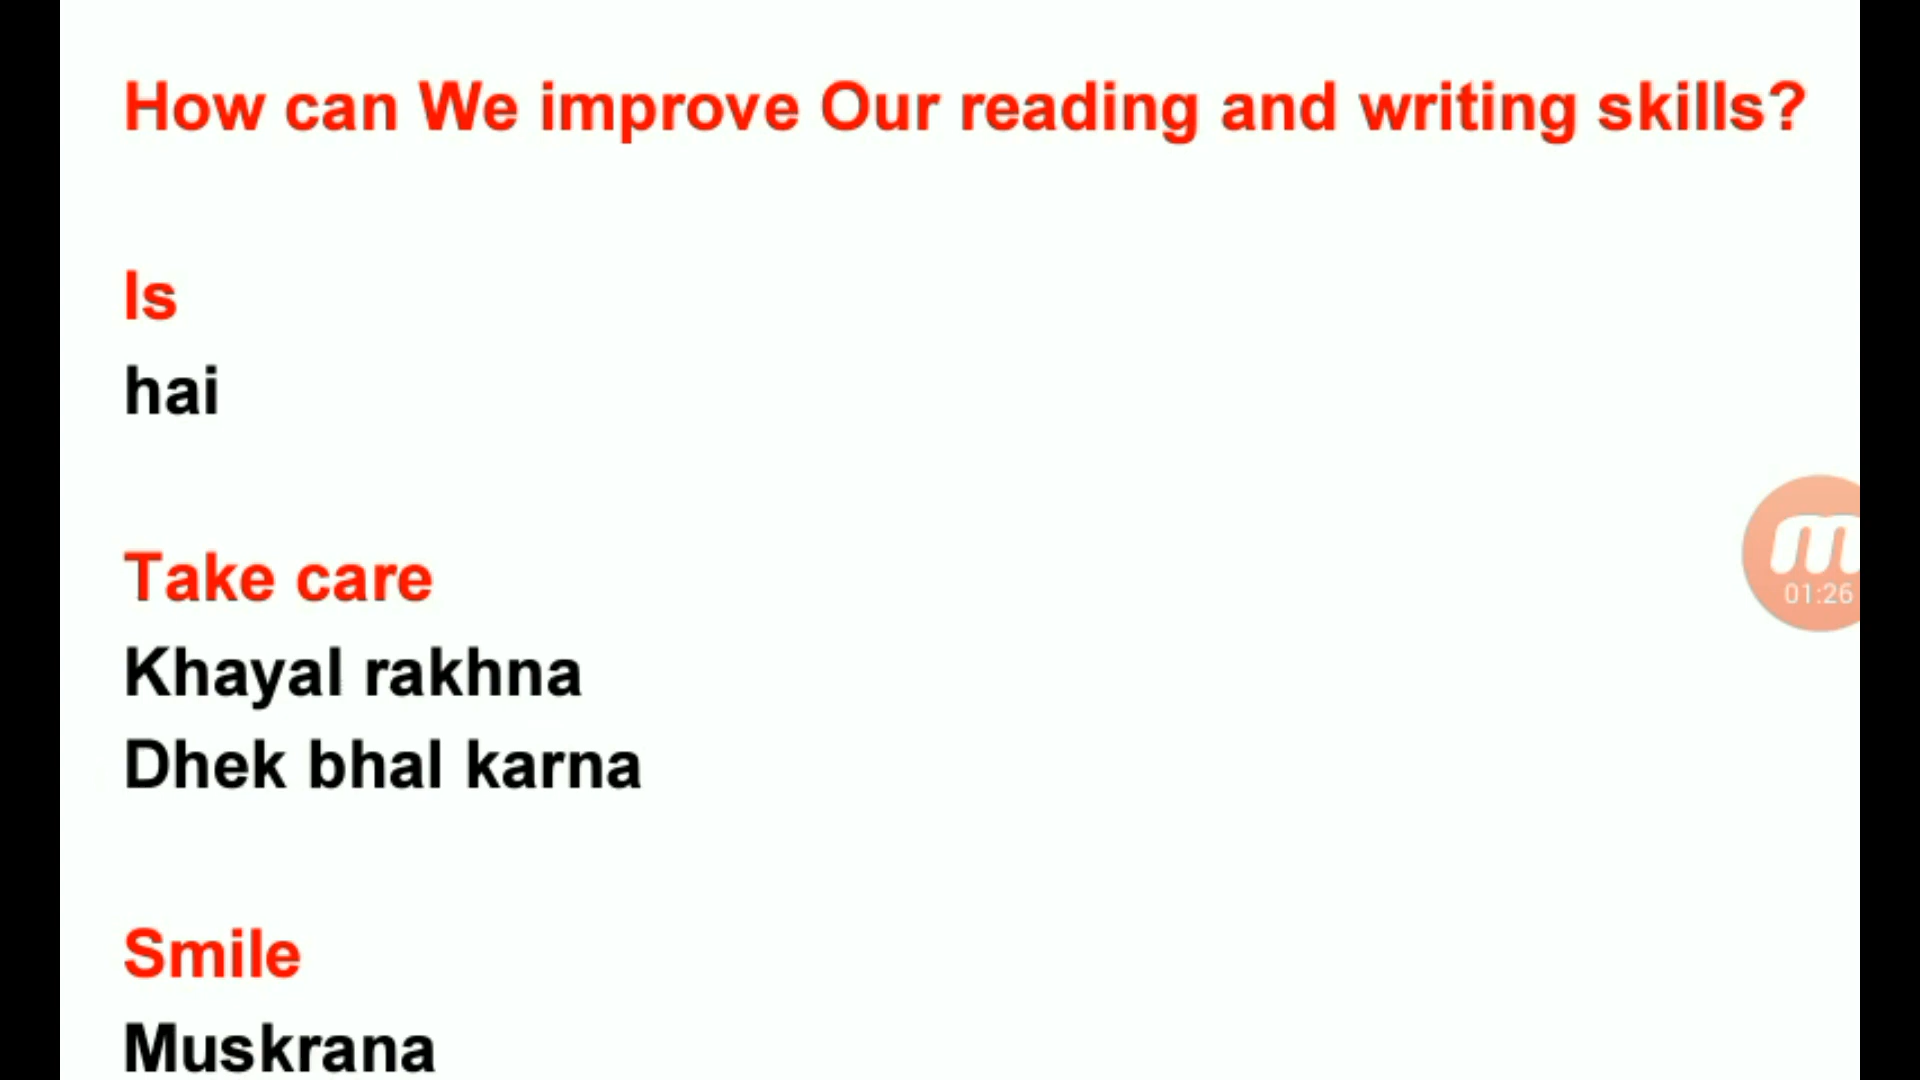 How can We improve Our reading and writing skills?
Is
hai
Take care
Khayal rakhna
01:26
Dhek bhal karna
Smile
Muskrana